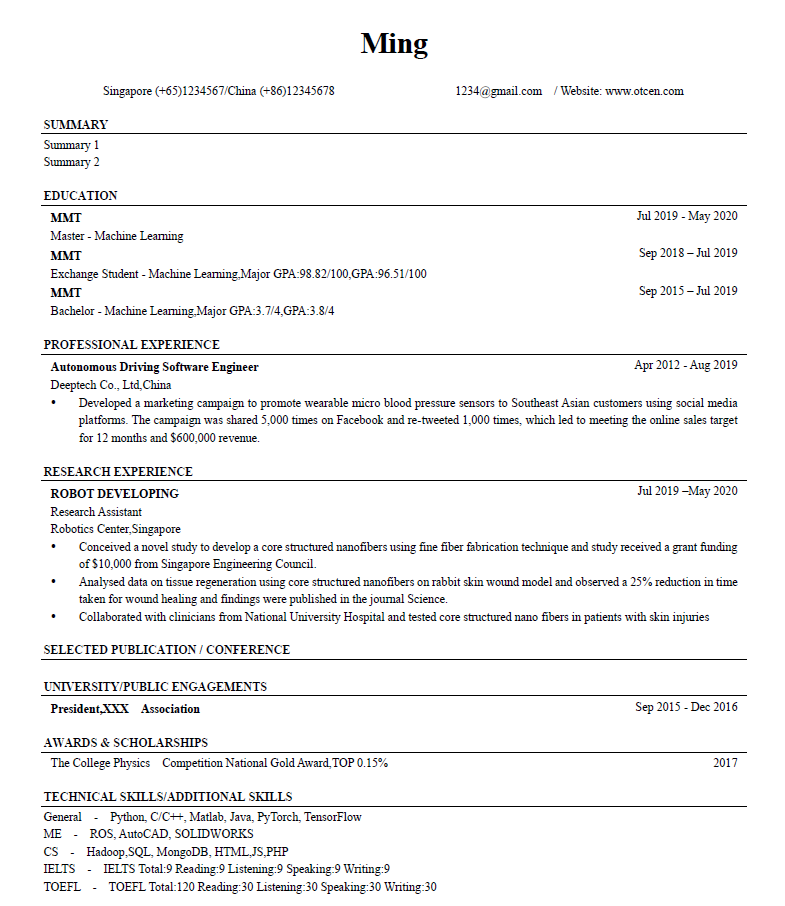 Ming
Singapore (+65)1234567/China (+86)12345678 1234@gmail.com / Website: www.otcen.com
SUMMARY
Summary 1
Summary 2
EDUCATION
MMT Jul 2019 - May 2020
Master - Machine Learning
MMT Sep 2018 – Jul 2019
Exchange Student - Machine Learning,Major GPA:98.82/100,GPA:96.51/100
MMT Sep 2015 – Jul 2019
Bachelor - Machine Learning,Major GPA:3.7/4,GPA:3.8/4
PROFESSIONAL EXPERIENCE
Autonomous Driving Software Engineer Apr 2012 - Aug 2019
Deeptech Co., Ltd,China
• Developed a marketing campaign to promote wearable micro blood pressure sensors to Southeast Asian customers using social media
platforms. The campaign was shared 5,000 times on Facebook and re-tweeted 1,000 times, which led to meeting the online sales target
for 12 months and $600,000 revenue.
RESEARCH EXPERIENCE
ROBOT DEVELOPING Jul 2019 –May 2020
Research Assistant
Robotics Center,Singapore
• Conceived a novel study to develop a core structured nanofibers using fine fiber fabrication technique and study received a grant funding
of $10,000 from Singapore Engineering Council.
• Analysed data on tissue regeneration using core structured nanofibers on rabbit skin wound model and observed a 25% reduction in time
taken for wound healing and findings were published in the journal Science.
• Collaborated with clinicians from National University Hospital and tested core structured nano fibers in patients with skin injuries
SELECTED PUBLICATION / CONFERENCE
UNIVERSITY/PUBLIC ENGAGEMENTS
President,XXX Association Sep 2015 - Dec 2016
AWARDS & SCHOLARSHIPS
The College Physics Competition National Gold Award,TOP 0.15% 2017
TECHNICAL SKILLS/ADDITIONAL SKILLS
General - Python, C/C++, Matlab, Java, PyTorch, TensorFlow
ME - ROS, AutoCAD, SOLIDWORKS
CS - Hadoop,SQL, MongoDB, HTML,JS,PHP
IELTS - IELTS Total:9 Reading:9 Listening:9 Speaking:9 Writing:9
TOEFL - TOEFL Total:120 Reading:30 Listening:30 Speaking:30 Writing:30